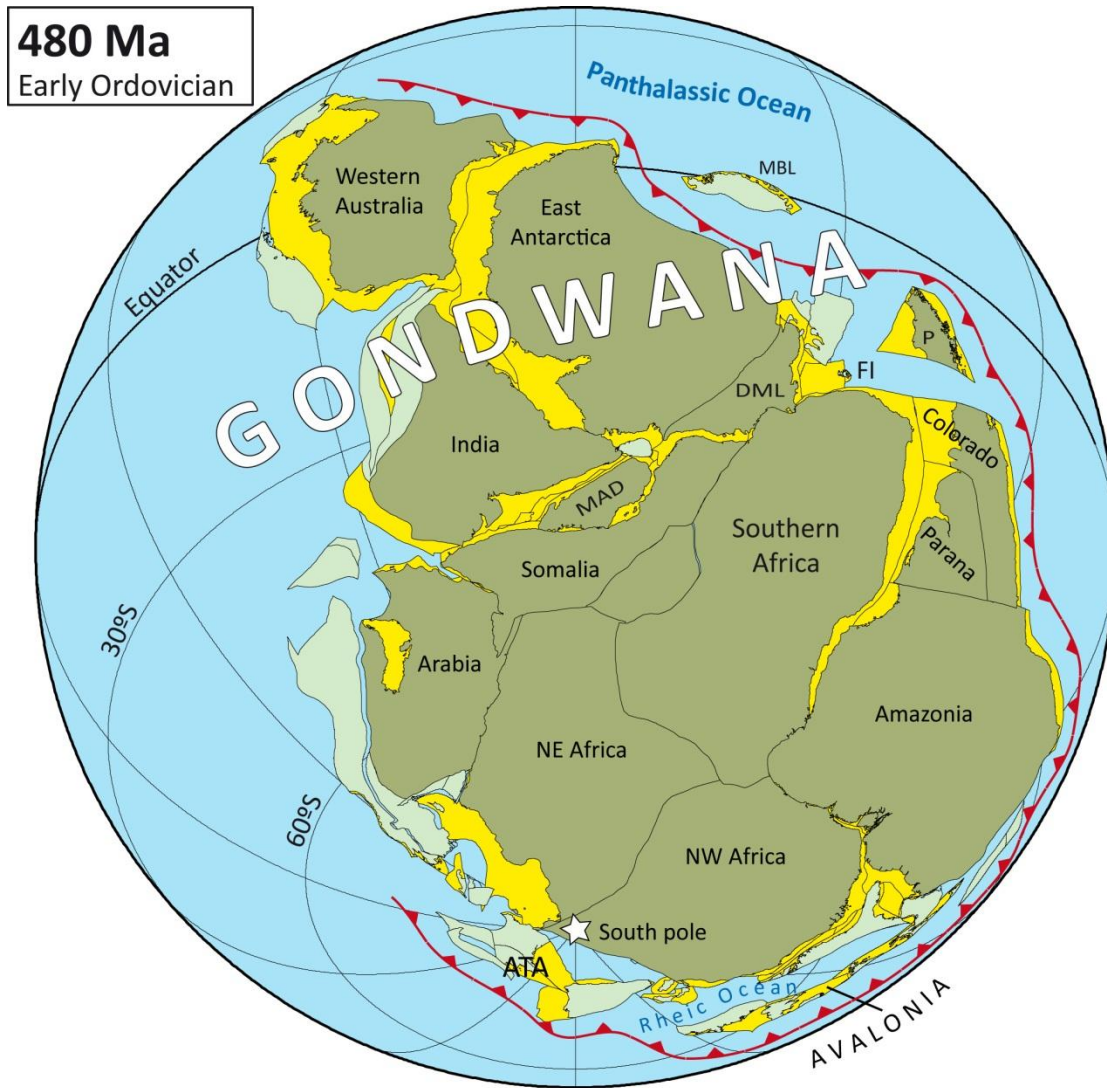 480 Ma
Early Ordovician
Panthalassic Ocean
MBL
Western
Australia
East
Antarctica
Equator
GONDWANA
P
FI
DML
Colorado
India
MAD
Southern
Africa
Parana
Somalia
30ºS
Arabia
Amazonia
NE Africa
60ºS
NW Africa
South pole
ATA
Rheic Ocean
AVALONIA